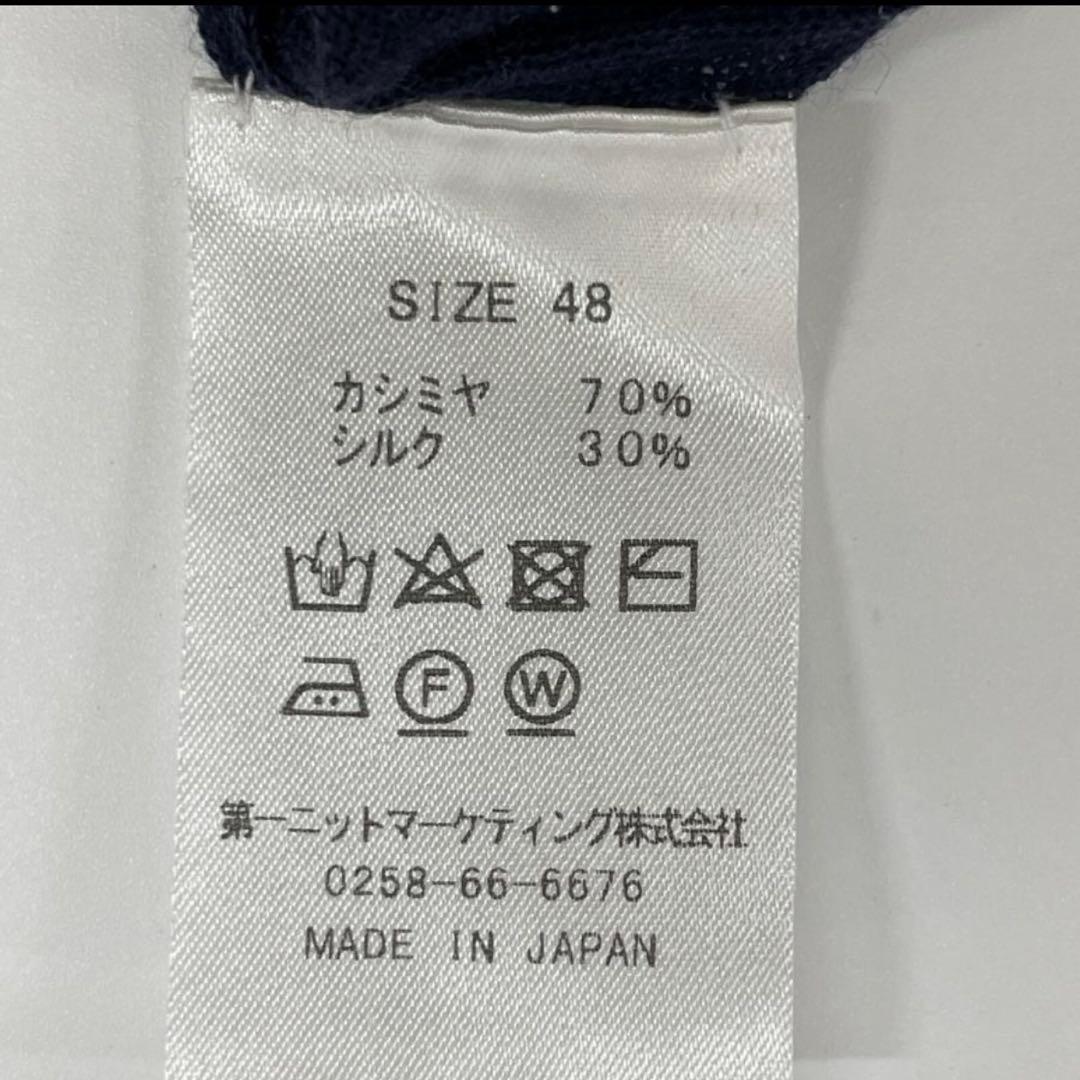 SIZE 48
カシミヤ 70%
シルク 30%
F W
第一ニットマーケティング株式会社
0258-66-6676
MADE IN JAPAN